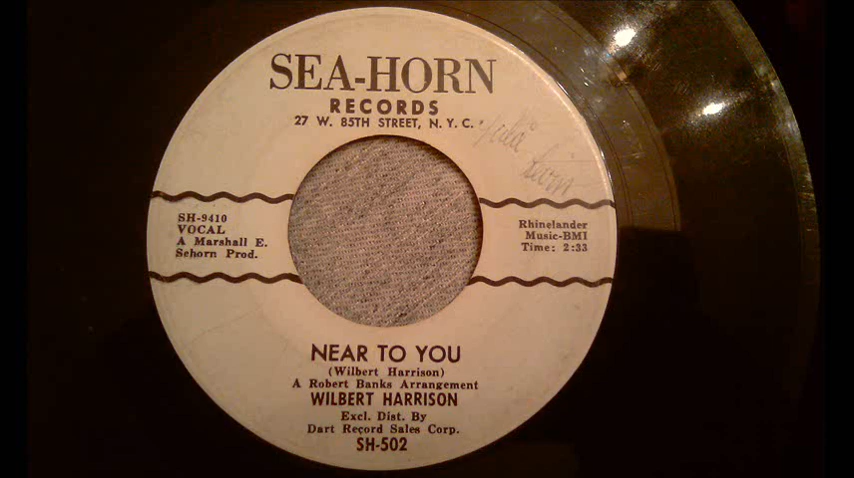 SEA-HORN
RECORDS
27 W. 85TH STREET, N. Y. C.
SH-9410
VOCAL
A Marshall E.
Sehorn Prod.
Rhinelander
Music-BMI
Time: 2:33
NEAR TO YOU
(Wilbert Harrison)
A Robert Banks Arrangement
WILBERT HARRISON
Excl. Dist. By
Dart Record Sales Corp.
SH-502